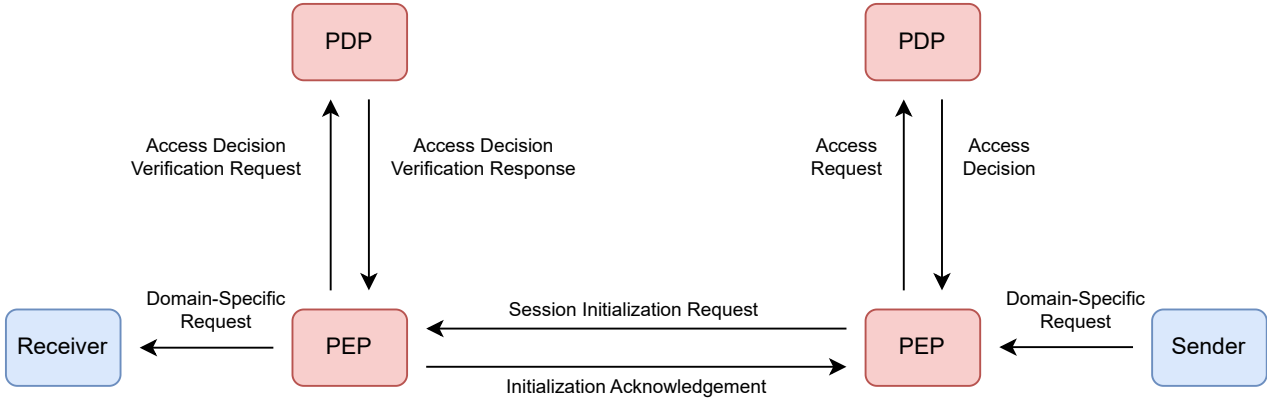 PDP
PDP
Access Decision
Verification Request
Access Decision
Verification Response
Access
Request
Access
Decision
Domain-Specific
Request
Session Initialization Request
Domain-Specific
Request
Receiver
PEP
PEP
Sender
Initialization Acknowledgement